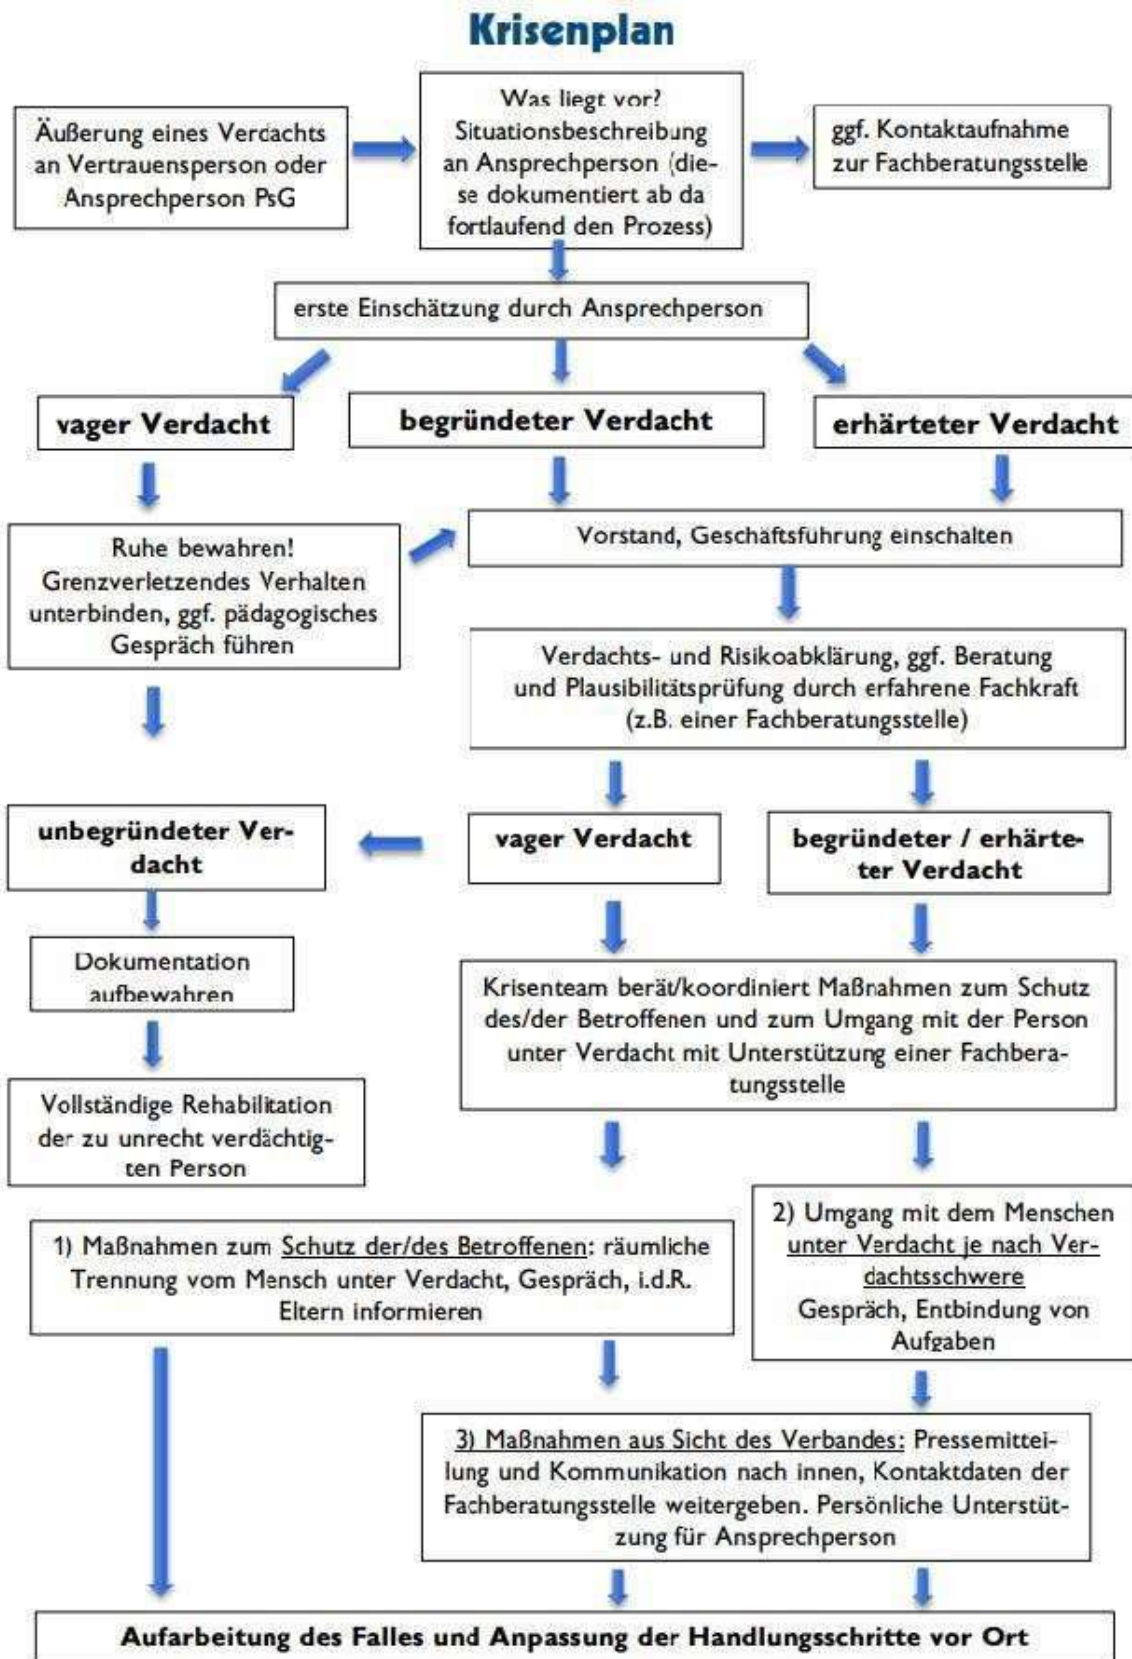 Krisenplan
Äußerung eines Verdachts
an Vertrauensperson oder
Ansprechperson PsG
Was liegt vor?
Situationsbeschreibung
an Ansprechperson (die-
se dokumentiert ab da
fortlaufend den Prozess)
ggf. Kontaktaufnahme
zur Fachberatungsstelle
erste Einschätzung durch Ansprechperson
vager Verdacht
begründeter Verdacht
erhärteter Verdacht
Ruhe bewahren!
Grenzverletzendes Verhalten
unterbinden, ggf. pädagogisches
Gespräch führen
Vorstand, Geschäftsführung einschalten
Verdachts- und Risikoabklärung, ggf. Beratung
und Plausibilitätsprüfung durch erfahrene Fachkraft
(z.B. einer Fachberatungsstelle)
unbegründeter Ver-
dacht
vager Verdacht
begründeter / erhärte-
ter Verdacht
Dokumentation
aufbewahren
Krisenteam berät/koordiniert Maßnahmen zum Schutz
des/der Betroffenen und zum Umgang mit der Person
unter Verdacht mit Unterstützung einer Fachbera-
tungsstelle
Vollständige Rehabilitation
der zu unrecht verdächtig-
ten Person
1) Maßnahmen zum Schutz der/des Betroffenen: räumliche
Trennung vom Mensch unter Verdacht, Gespräch, i.d.R.
Eltern informieren
2) Umgang mit dem Menschen
unter Verdacht je nach Ver-
dachtsschwere
Gespräch, Entbindung von
Aufgaben
3) Maßnahmen aus Sicht des Verbandes: Pressemittei-
lung und Kommunikation nach innen, Kontaktdaten der
Fachberatungsstelle weitergeben. Persönliche Unterstüt-
zung für Ansprechperson
Aufarbeitung des Falles und Anpassung der Handlungsschritte vor Ort